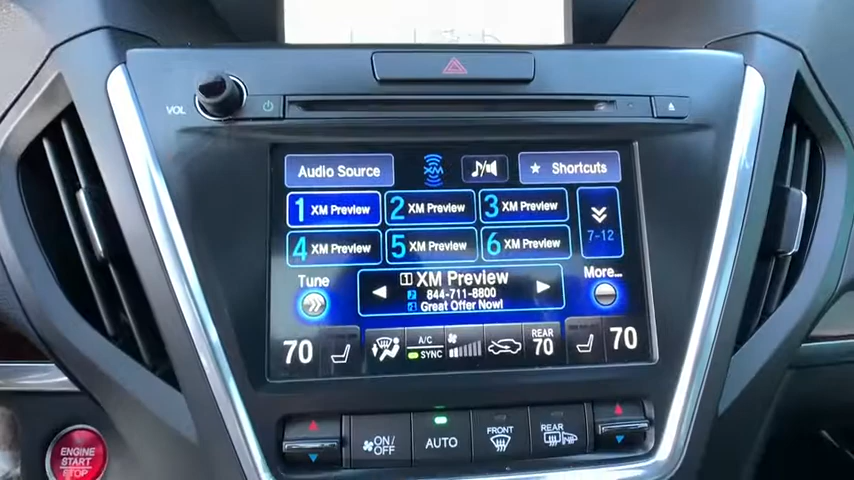 VOL
Audio Source XM Shortcuts
1 XM Preview 2 XM Preview 3 XM Preview
4 XM Preview 5 XM Preview 6 XM Preview 7-12
Tune 1 XM Preview More...
844-711-8800
Great Offer Now!
70 A/C SYNC REAR 70 70
ENGINE START STOP
ON/OFF AUTO FRONT REAR